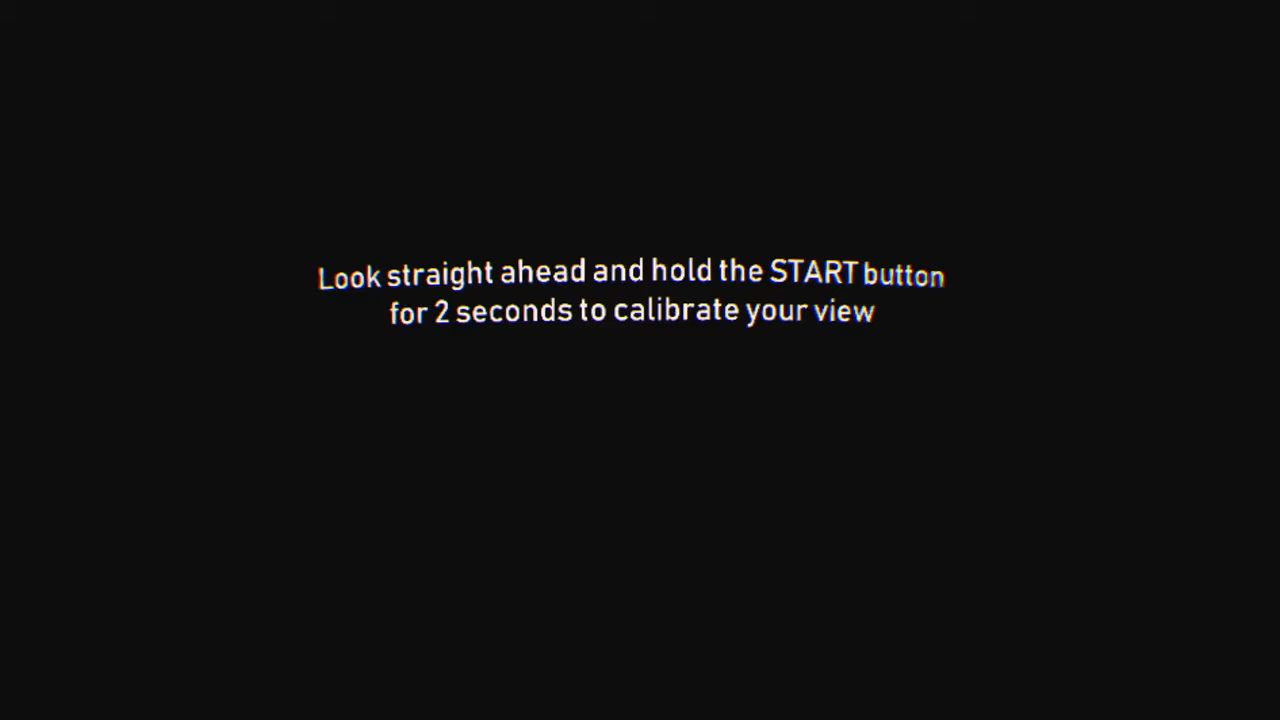 Look straight ahead and hold the START button
for 2 seconds to calibrate your view